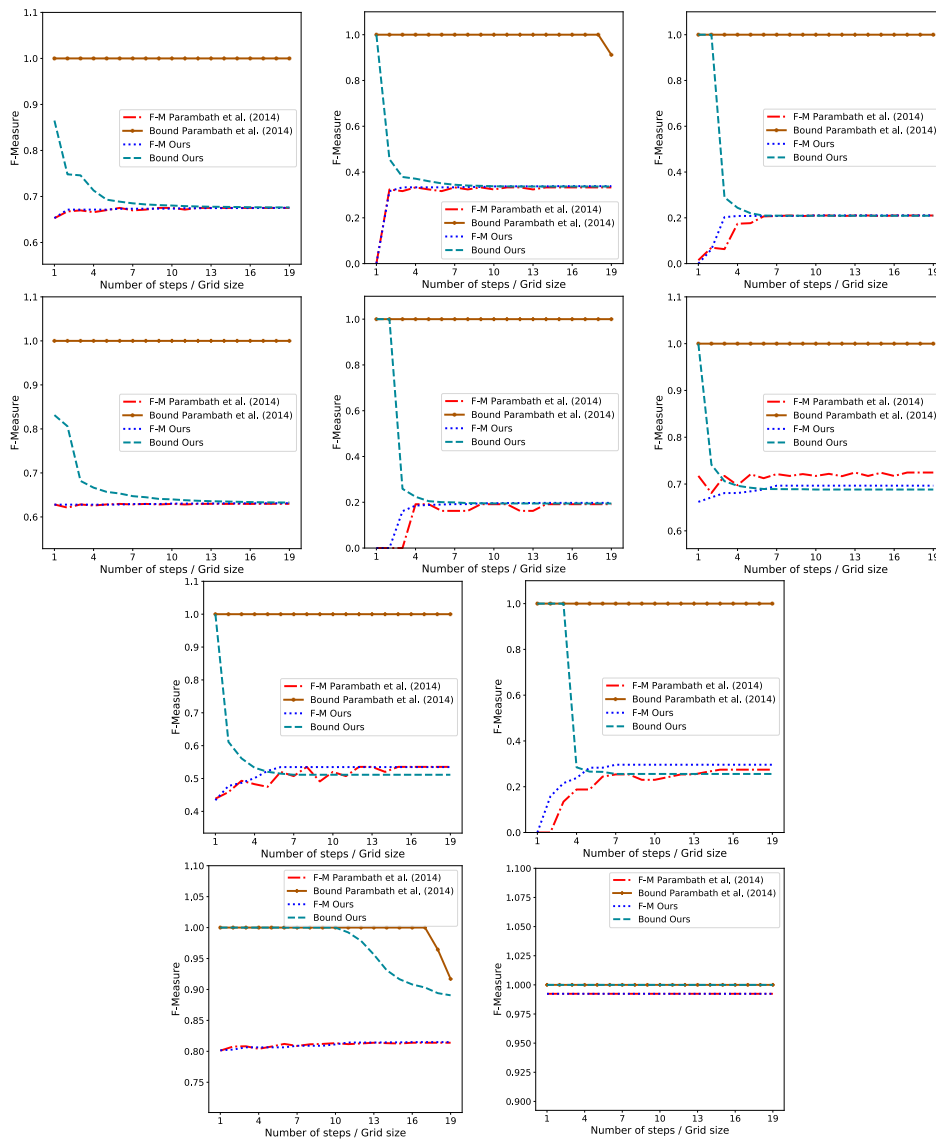 1.1
1.0
0.9
0.8
0.7
0.6
F-Measure
F-M Parambath et al. (2014)
Bound Parambath et al. (2014)
F-M Ours
Bound Ours
1 4 7 10 13 16 19
Number of steps / Grid size
1.0
0.8
0.6
0.4
0.2
0.0
F-Measure
F-M Parambath et al. (2014)
Bound Parambath et al. (2014)
F-M Ours
Bound Ours
1 4 7 10 13 16 19
Number of steps / Grid size
1.0
0.8
0.6
0.4
0.2
0.0
F-Measure
F-M Parambath et al. (2014)
Bound Parambath et al. (2014)
F-M Ours
Bound Ours
1 4 7 10 13 16 19
Number of steps / Grid size
1.1
1.0
0.9
0.8
0.7
0.6
F-Measure
F-M Parambath et al. (2014)
Bound Parambath et al. (2014)
F-M Ours
Bound Ours
1 4 7 10 13 16 19
Number of steps / Grid size
1.0
0.8
0.6
0.4
0.2
0.0
F-Measure
F-M Parambath et al. (2014)
Bound Parambath et al. (2014)
F-M Ours
Bound Ours
1 4 7 10 13 16 19
Number of steps / Grid size
1.1
1.0
0.9
0.8
0.7
0.6
F-Measure
F-M Parambath et al. (2014)
Bound Parambath et al. (2014)
F-M Ours
Bound Ours
1 4 7 10 13 16 19
Number of steps / Grid size
1.1
1.0
0.9
0.8
0.7
0.6
0.5
0.4
F-Measure
F-M Parambath et al. (2014)
Bound Parambath et al. (2014)
F-M Ours
Bound Ours
1 4 7 10 13 16 19
Number of steps / Grid size
1.0
0.8
0.6
0.4
0.2
0.0
F-Measure
F-M Parambath et al. (2014)
Bound Parambath et al. (2014)
F-M Ours
Bound Ours
1 4 7 10 13 16 19
Number of steps / Grid size
1.10
1.05
1.00
0.95
0.90
0.85
0.80
0.75
F-Measure
F-M Parambath et al. (2014)
Bound Parambath et al. (2014)
F-M Ours
Bound Ours
1 4 7 10 13 16 19
Number of steps / Grid size
1.100
1.075
1.050
1.025
1.000
0.975
0.950
0.925
0.900
F-Measure
F-M Parambath et al. (2014)
Bound Parambath et al. (2014)
F-M Ours
Bound Ours
1 4 7 10 13 16 19
Number of steps / Grid size